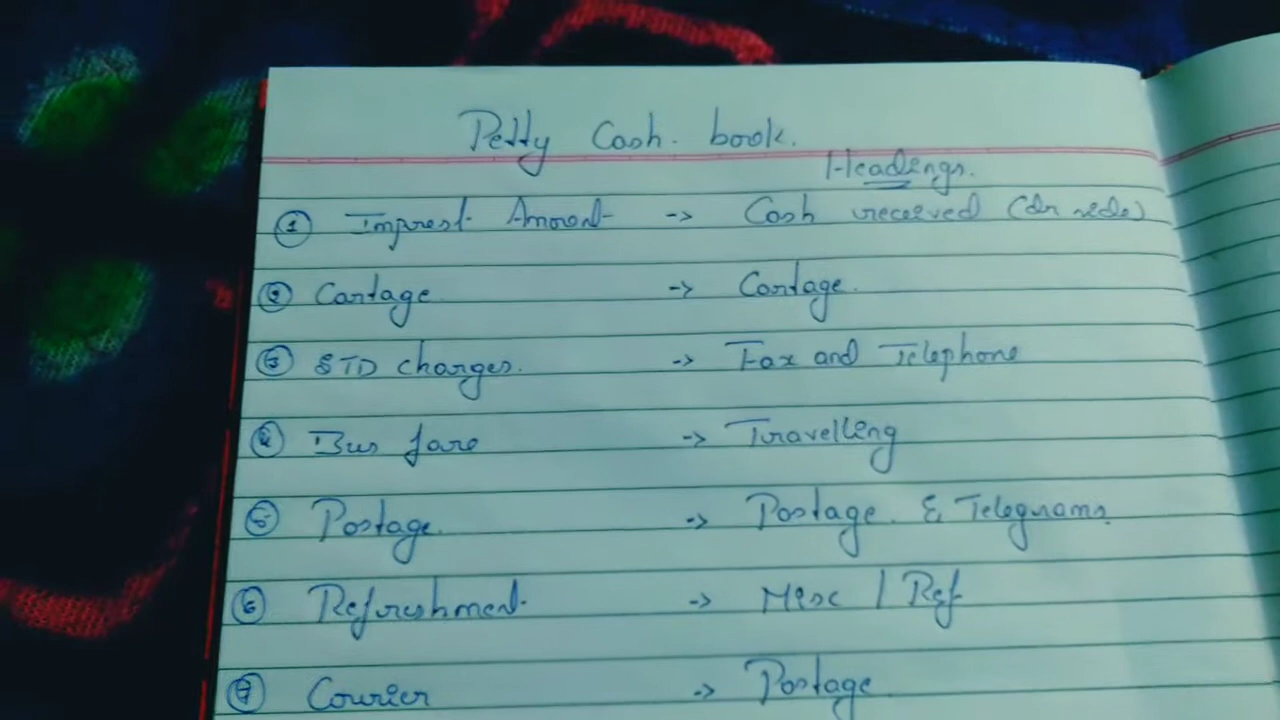 Petty Cash. book.
Headings.
① Imprest Amount -> Cash received (dr side)
② Cartage -> Cartage.
③ STD charges. -> Fax and Telephone
④ Bus fare -> Travelling
⑤ Postage. -> Postage. & Telegrams.
⑥ Refreshment -> Misc / Ref
⑦ Courier -> Postage